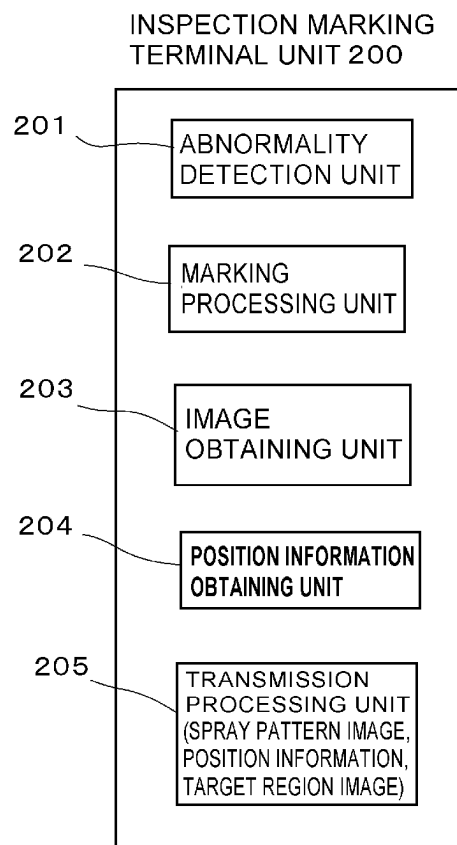 INSPECTION MARKING
TERMINAL UNIT 200
201
ABNORMALITY
DETECTION UNIT
202
MARKING
PROCESSING UNIT
203
IMAGE
OBTAINING UNIT
204
POSITION INFORMATION
OBTAINING UNIT
205
TRANSMISSION
PROCESSING UNIT
(SPRAY PATTERN IMAGE,
POSITION INFORMATION,
TARGET REGION IMAGE)